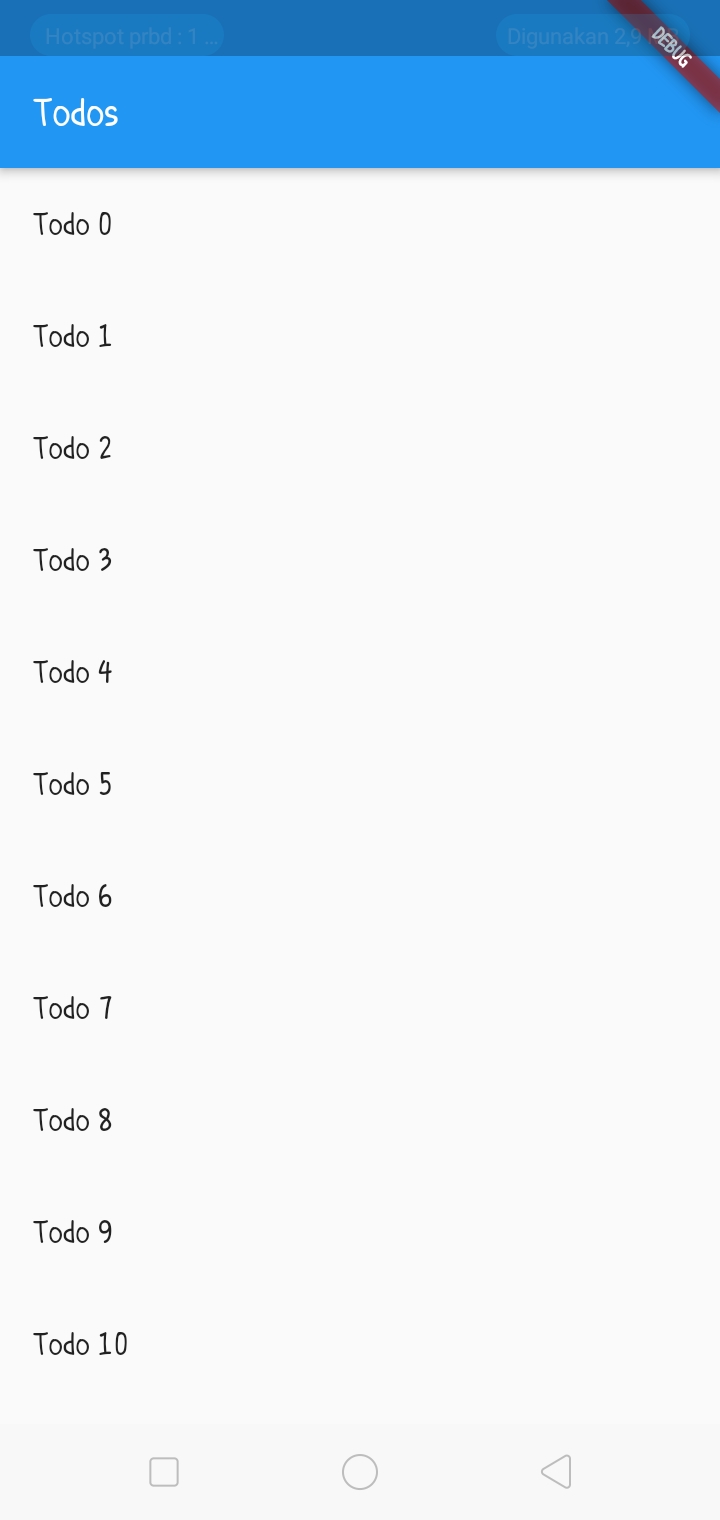 Hotspot prbd : 1 ...
Digunakan 2,9
DEBUG
Todos
Todo 0
Todo 1
Todo 2
Todo 3
Todo 4
Todo 5
Todo 6
Todo 7
Todo 8
Todo 9
Todo 10